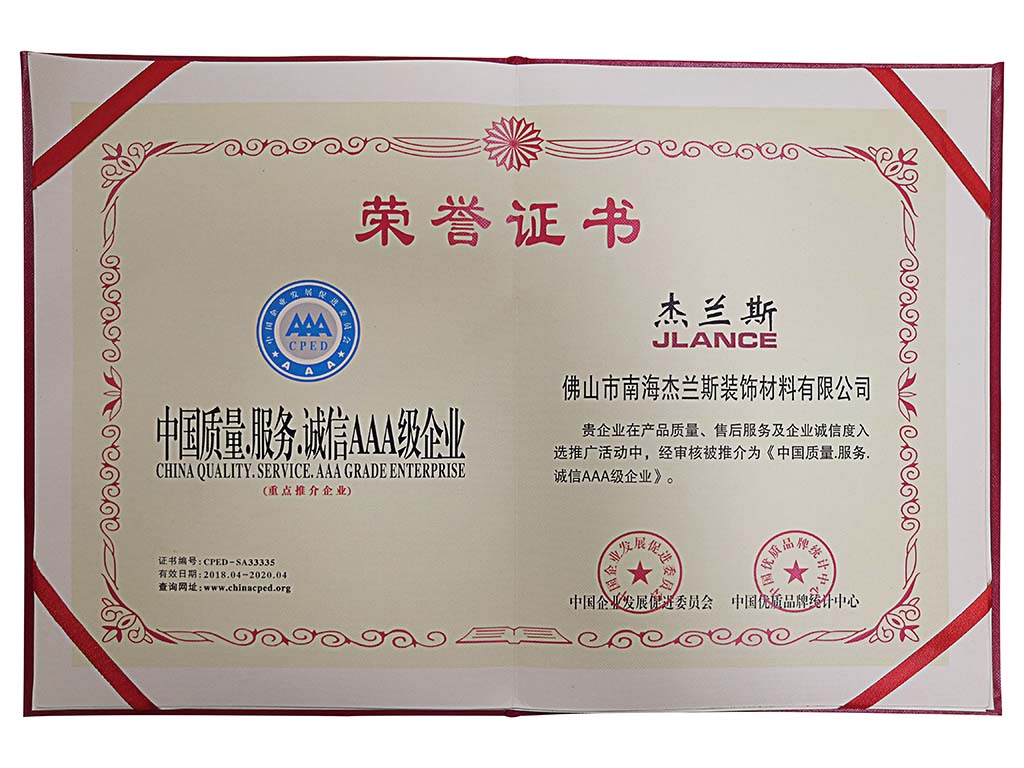 荣誉证书
中国企业发展促进委员会
AAA
CPED
AAA
中国质量.服务.诚信AAA级企业
CHINA QUALITY. SERVICE. AAA GRADE ENTERPRISE
(重点推介企业)
证书编号: CPED-SA33335
有效日期: 2018.04-2020.04
查询网址: www.chinacped.org
杰兰斯
JLANCE
佛山市南海杰兰斯装饰材料有限公司
贵企业在产品质量、售后服务及企业诚信度入
选推广活动中，经审核被推介为《中国质量.服务.
诚信AAA级企业》。
中国企业发展促进委员会
中国优质品牌统计中心
中国企业发展促进委员会 中国优质品牌统计中心